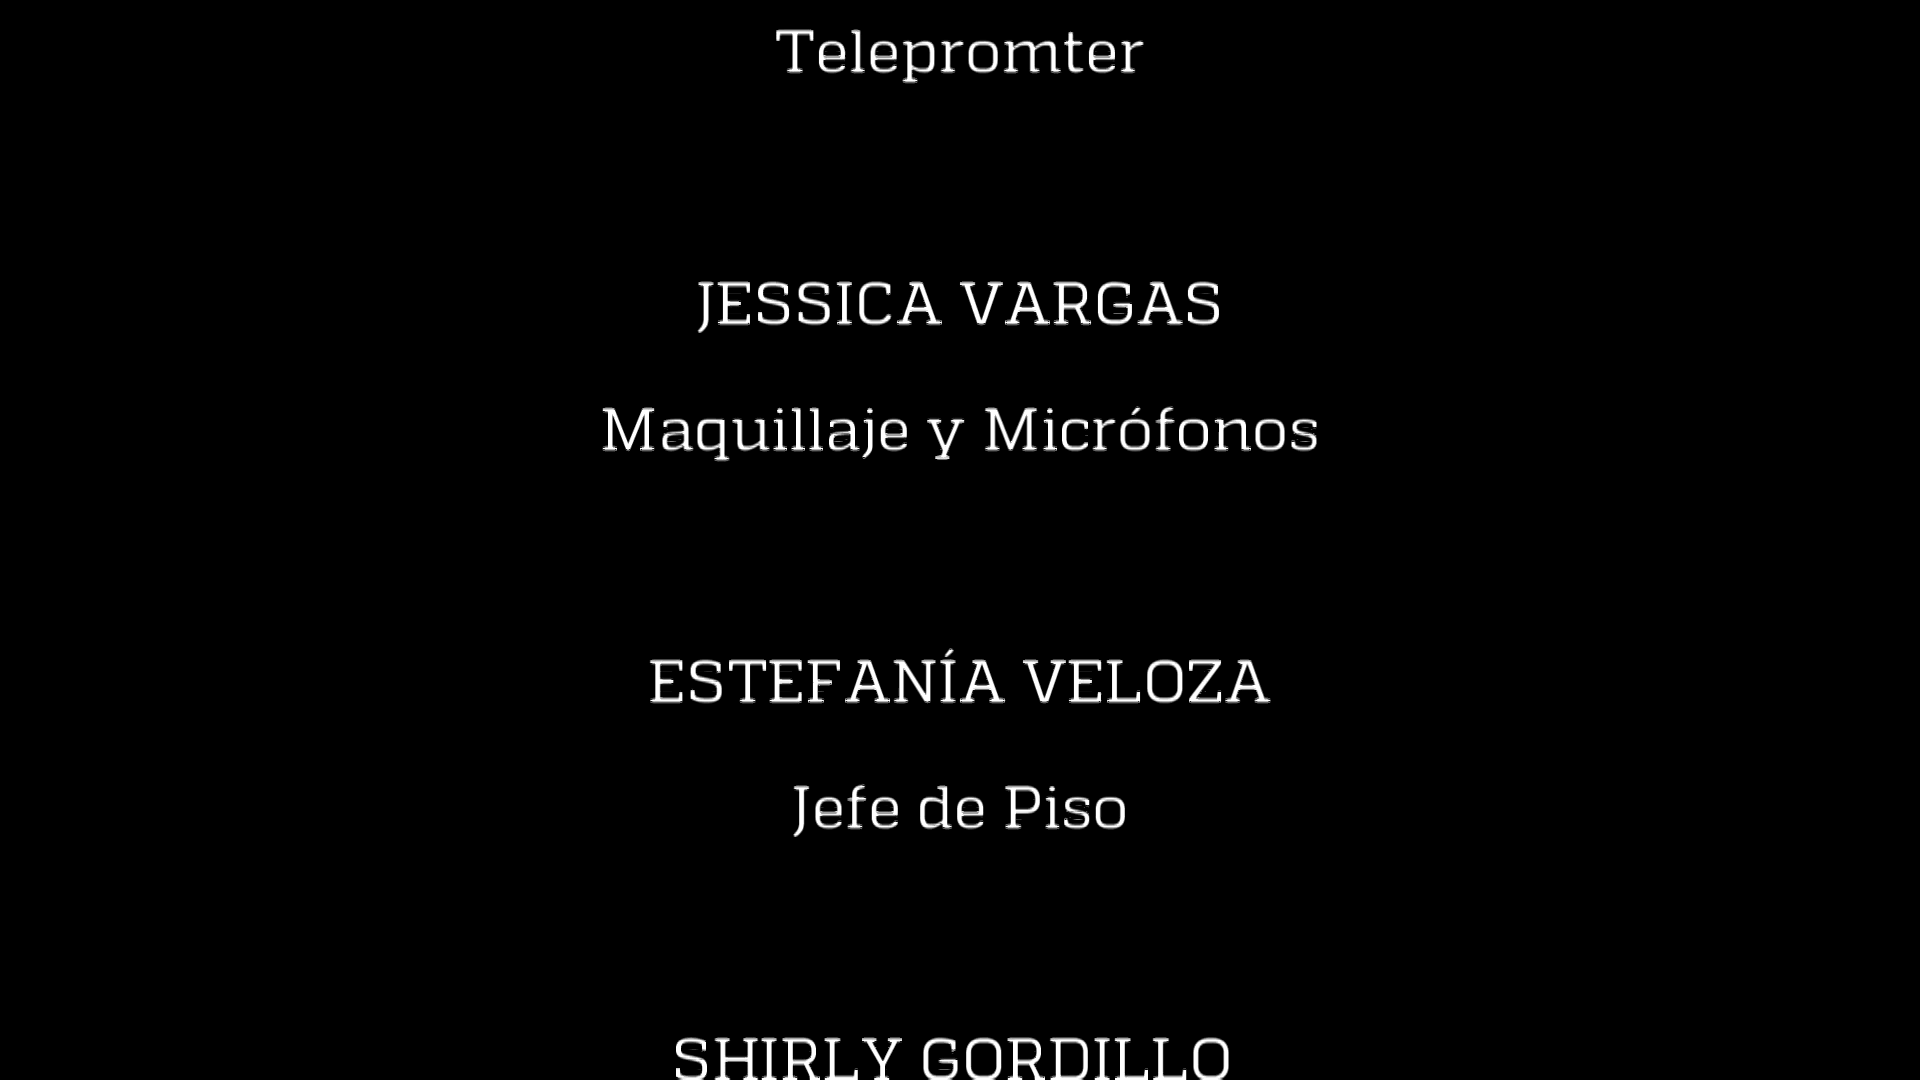 Telepromter
JESSICA VARGAS
Maquillaje y Micrófonos
ESTEFANÍA VELOZA
Jefe de Piso
SHIRLY GORDILLO